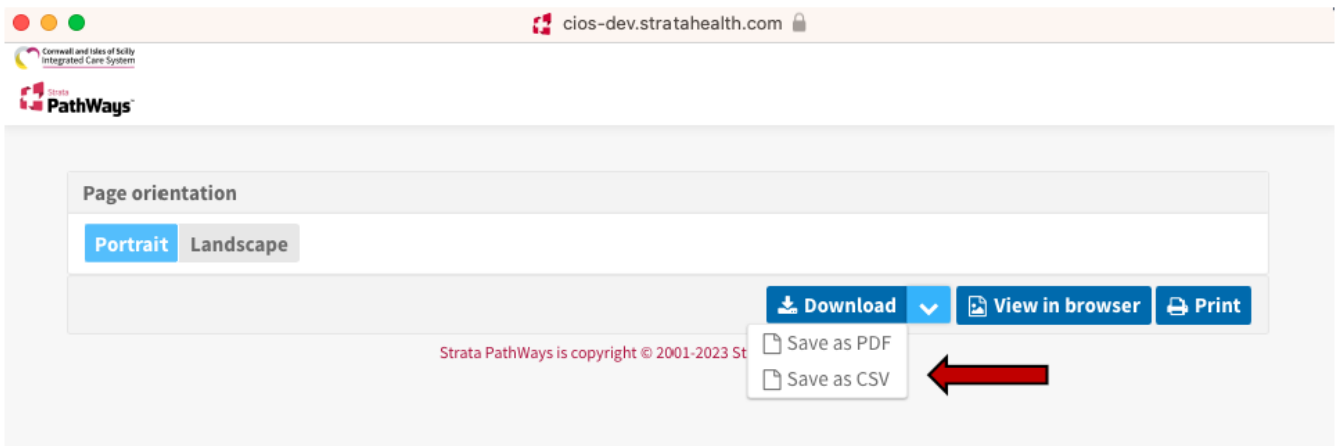 cios-dev.stratahealth.com
Cornwall and Isles of Scilly
Integrated Care System
Strata
PathWays™
Page orientation
Portrait Landscape
Download View in browser Print
Save as PDF
Strata PathWays is copyright © 2001-2023 St
Save as CSV